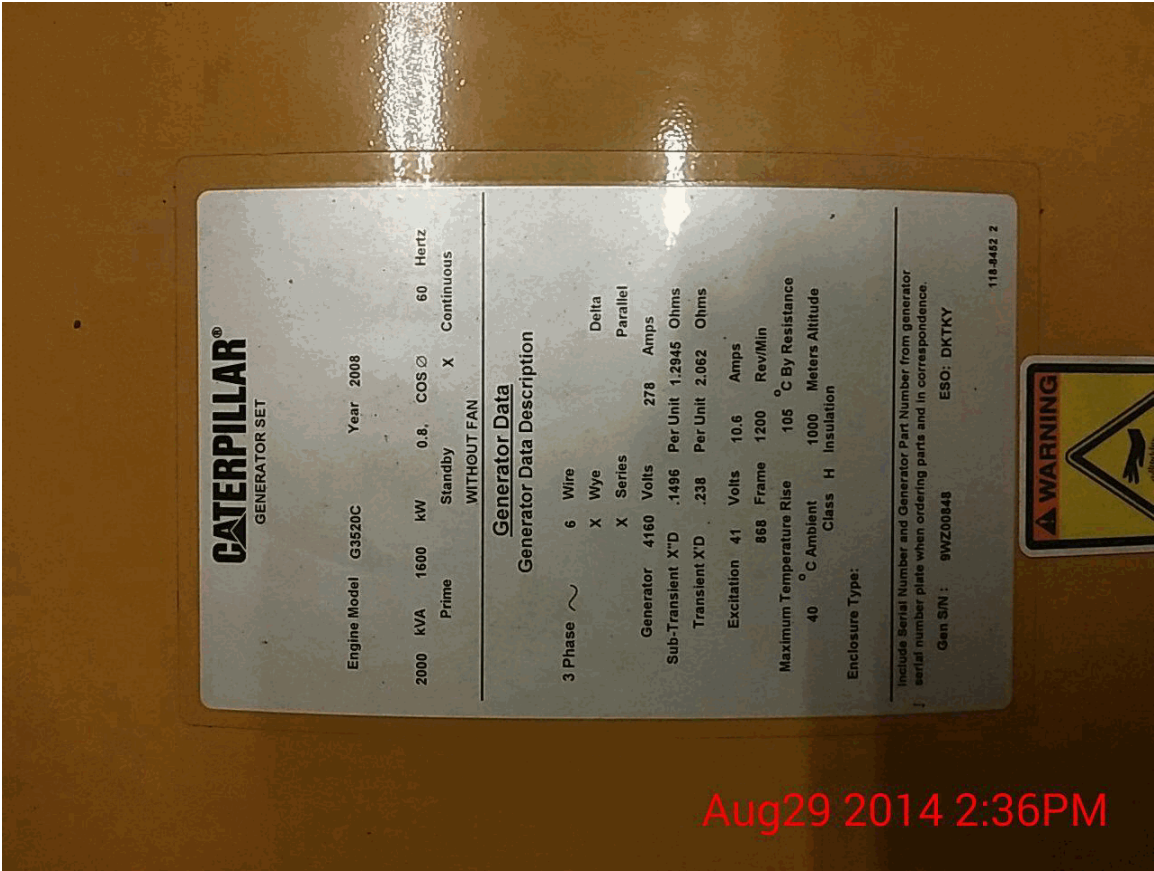 CATERPILLAR®
GENERATOR SET
Engine Model G3520C Year 2008
2000 kVA 1600 kW 0.8, COS ∅ 60 Hertz
Prime Standby X Continuous
WITHOUT FAN
Generator Data
Generator Data Description
3 Phase ~ 6 Wire
X Wye Delta
X Series Parallel
Generator 4160 Volts 278 Amps
Sub-Transient X"D .1496 Per Unit 1.2945 Ohms
Transient X'D .238 Per Unit 2.062 Ohms
Excitation 41 Volts 10.6 Amps
868 Frame 1200 Rev/Min
Maximum Temperature Rise 105 °C By Resistance
40 °C Ambient 1000 Meters Altitude
Class H Insulation
Enclosure Type:
Include Serial Number and Generator Part Number from generator
serial number plate when ordering parts and in correspondence.
Gen S/N : 9WZ00848 ESO: DKTKY
118-8452 2
WARNING
Aug29 2014 2:36PM